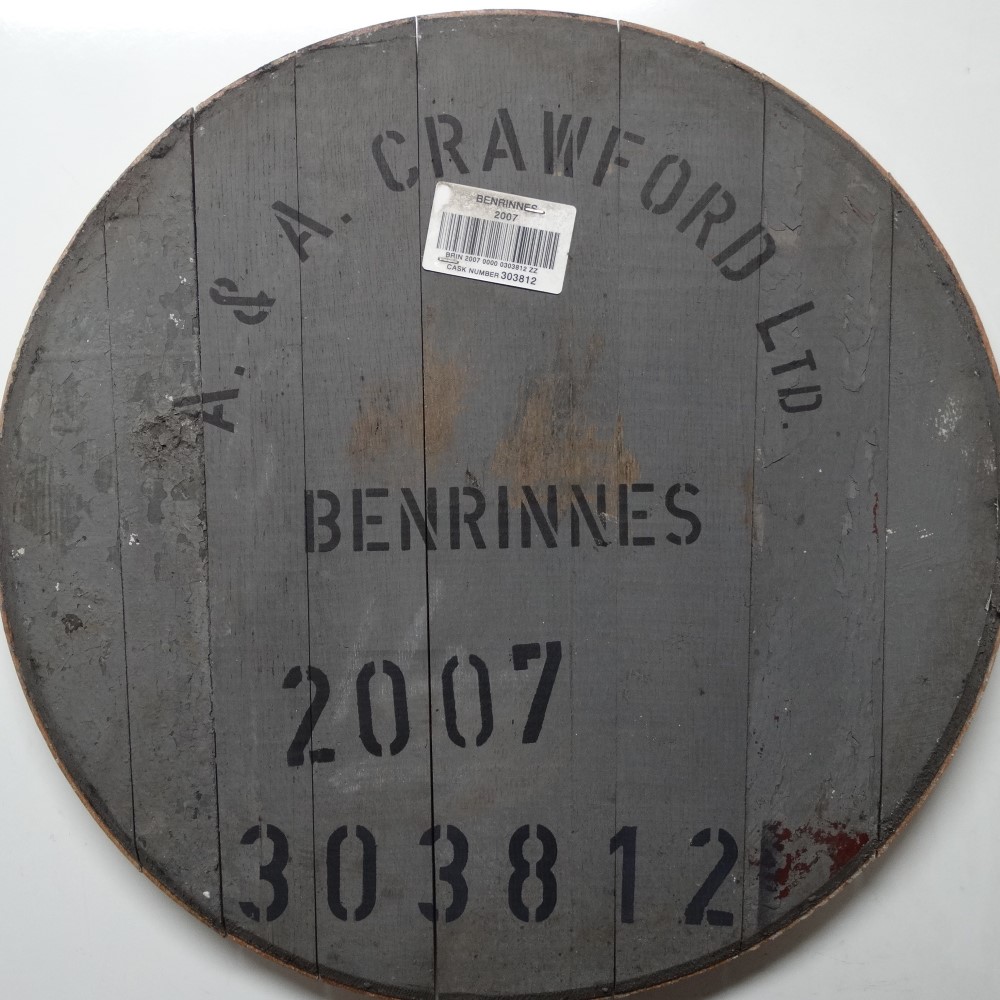 A. & A. CRAWFORD LTD.
BENRINNES
2007
BRIN 2007 0000 0303812 ZZ
CASK NUMBER 303812
BENRINNES
2007
303812